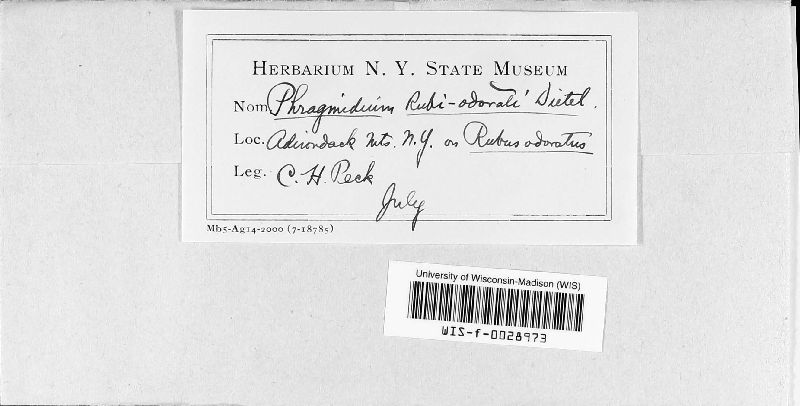 HERBARIUM N. Y. STATE MUSEUM
Nom. Phragmidium Rubi-odorati Dietel.
Loc. Adirondack Mts. N.Y. on Rubus odoratus
Leg. C. H. Peck
July
Mb5-Ag14-2000 (7-18785)
University of Wisconsin-Madison (WIS)
WIS-f-0028973